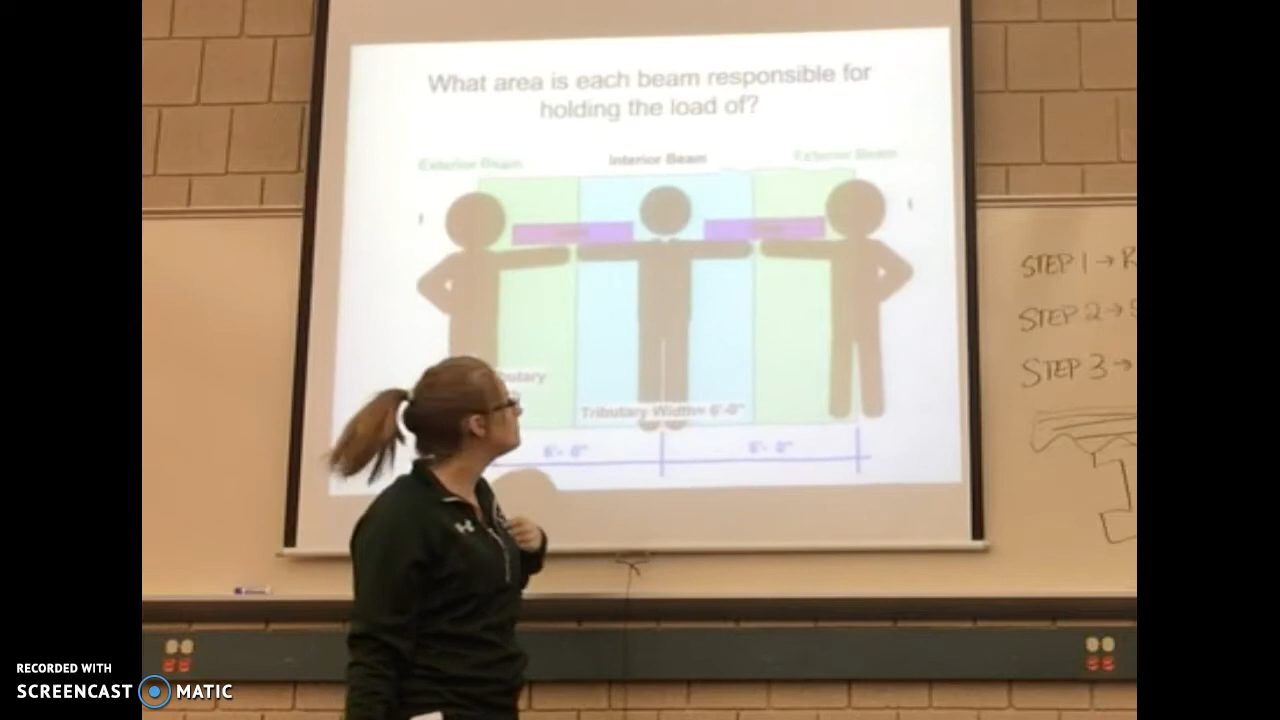 What area is each beam responsible for
holding the load of?
Exterior Beam
Interior Beam
Exterior Beam
Tributary Width= 6'-0"
6'- 0"
6'- 0"
STEP 1 →
STEP 2 →
STEP 3 →
RECORDED WITH
SCREENCAST MATIC